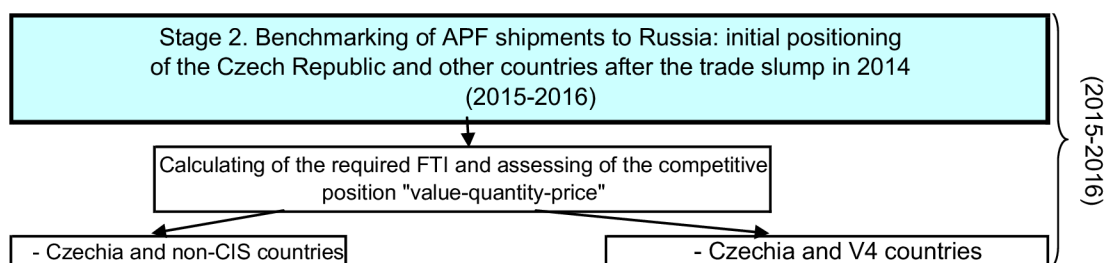 Stage 2. Benchmarking of APF shipments to Russia: initial positioning
of the Czech Republic and other countries after the trade slump in 2014
(2015-2016)
(2015-2016)
Calculating of the required FTI and assessing of the competitive
position "value-quantity-price"
- Czechia and non-CIS countries
- Czechia and V4 countries